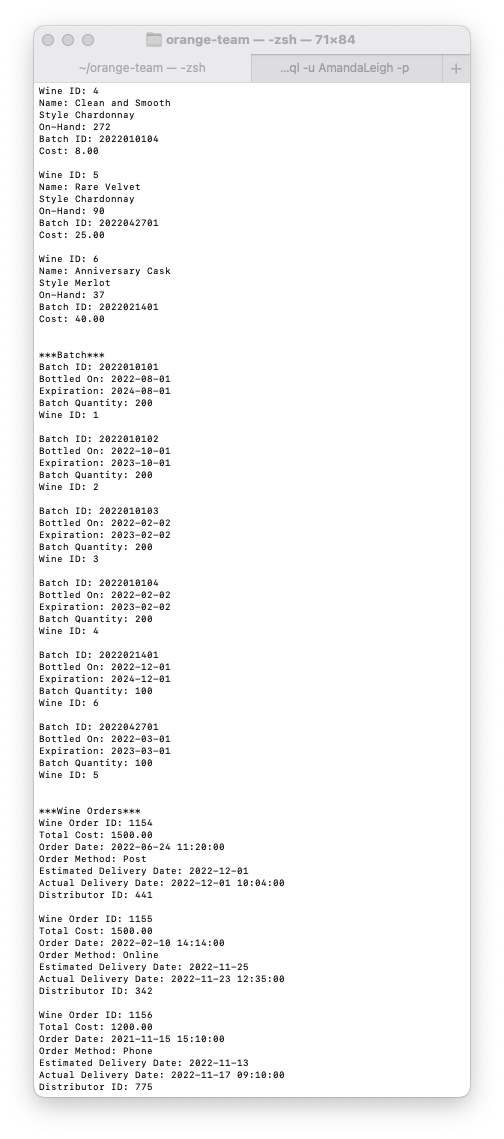 orange-team — -zsh — 71×84
~/orange-team — -zsh
...ql -u AmandaLeigh -p
+
Wine ID: 4
Name: Clean and Smooth
Style Chardonnay
On-Hand: 272
Batch ID: 2022010104
Cost: 8.00
Wine ID: 5
Name: Rare Velvet
Style Chardonnay
On-Hand: 90
Batch ID: 2022042701
Cost: 25.00
Wine ID: 6
Name: Anniversary Cask
Style Merlot
On-Hand: 37
Batch ID: 2022021401
Cost: 40.00
***Batch***
Batch ID: 2022010101
Bottled On: 2022-08-01
Expiration: 2024-08-01
Batch Quantity: 200
Wine ID: 1
Batch ID: 2022010102
Bottled On: 2022-10-01
Expiration: 2023-10-01
Batch Quantity: 200
Wine ID: 2
Batch ID: 2022010103
Bottled On: 2022-02-02
Expiration: 2023-02-02
Batch Quantity: 200
Wine ID: 3
Batch ID: 2022010104
Bottled On: 2022-02-02
Expiration: 2023-02-02
Batch Quantity: 200
Wine ID: 4
Batch ID: 2022021401
Bottled On: 2022-12-01
Expiration: 2024-12-01
Batch Quantity: 100
Wine ID: 6
Batch ID: 2022042701
Bottled On: 2022-03-01
Expiration: 2023-03-01
Batch Quantity: 100
Wine ID: 5
***Wine Orders***
Wine Order ID: 1154
Total Cost: 1500.00
Order Date: 2022-06-24 11:20:00
Order Method: Post
Estimated Delivery Date: 2022-12-01
Actual Delivery Date: 2022-12-01 10:04:00
Distributor ID: 441
Wine Order ID: 1155
Total Cost: 1500.00
Order Date: 2022-02-10 14:14:00
Order Method: Online
Estimated Delivery Date: 2022-11-25
Actual Delivery Date: 2022-11-23 12:35:00
Distributor ID: 342
Wine Order ID: 1156
Total Cost: 1200.00
Order Date: 2021-11-15 15:10:00
Order Method: Phone
Estimated Delivery Date: 2022-11-13
Actual Delivery Date: 2022-11-17 09:10:00
Distributor ID: 775